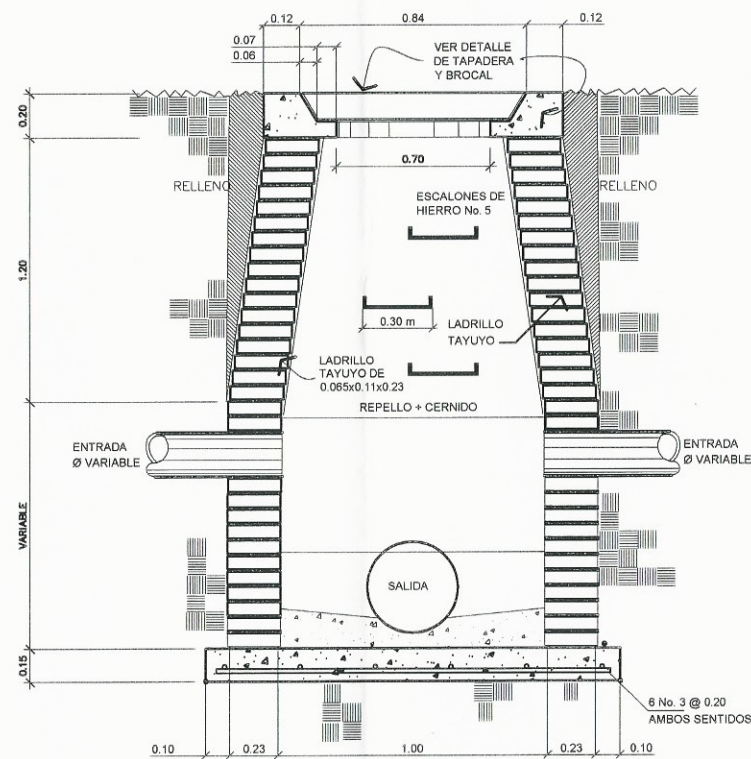 0.12
0.84
0.12
0.07
0.06
VER DETALLE
DE TAPADERA
Y BROCAL
0.20
0.70
RELLENO
RELLENO
ESCALONES DE
HIERRO No. 5
1.20
0.30 m
LADRILLO
TAYUYO
LADRILLO
TAYUYO DE
0.065x0.11x0.23
REPELLO + CERNIDO
ENTRADA
Ø VARIABLE
ENTRADA
Ø VARIABLE
VARIABLE
SALIDA
0.15
6 No. 3 @ 0.20
AMBOS SENTIDOS
0.10
0.23
1.00
0.23
0.10